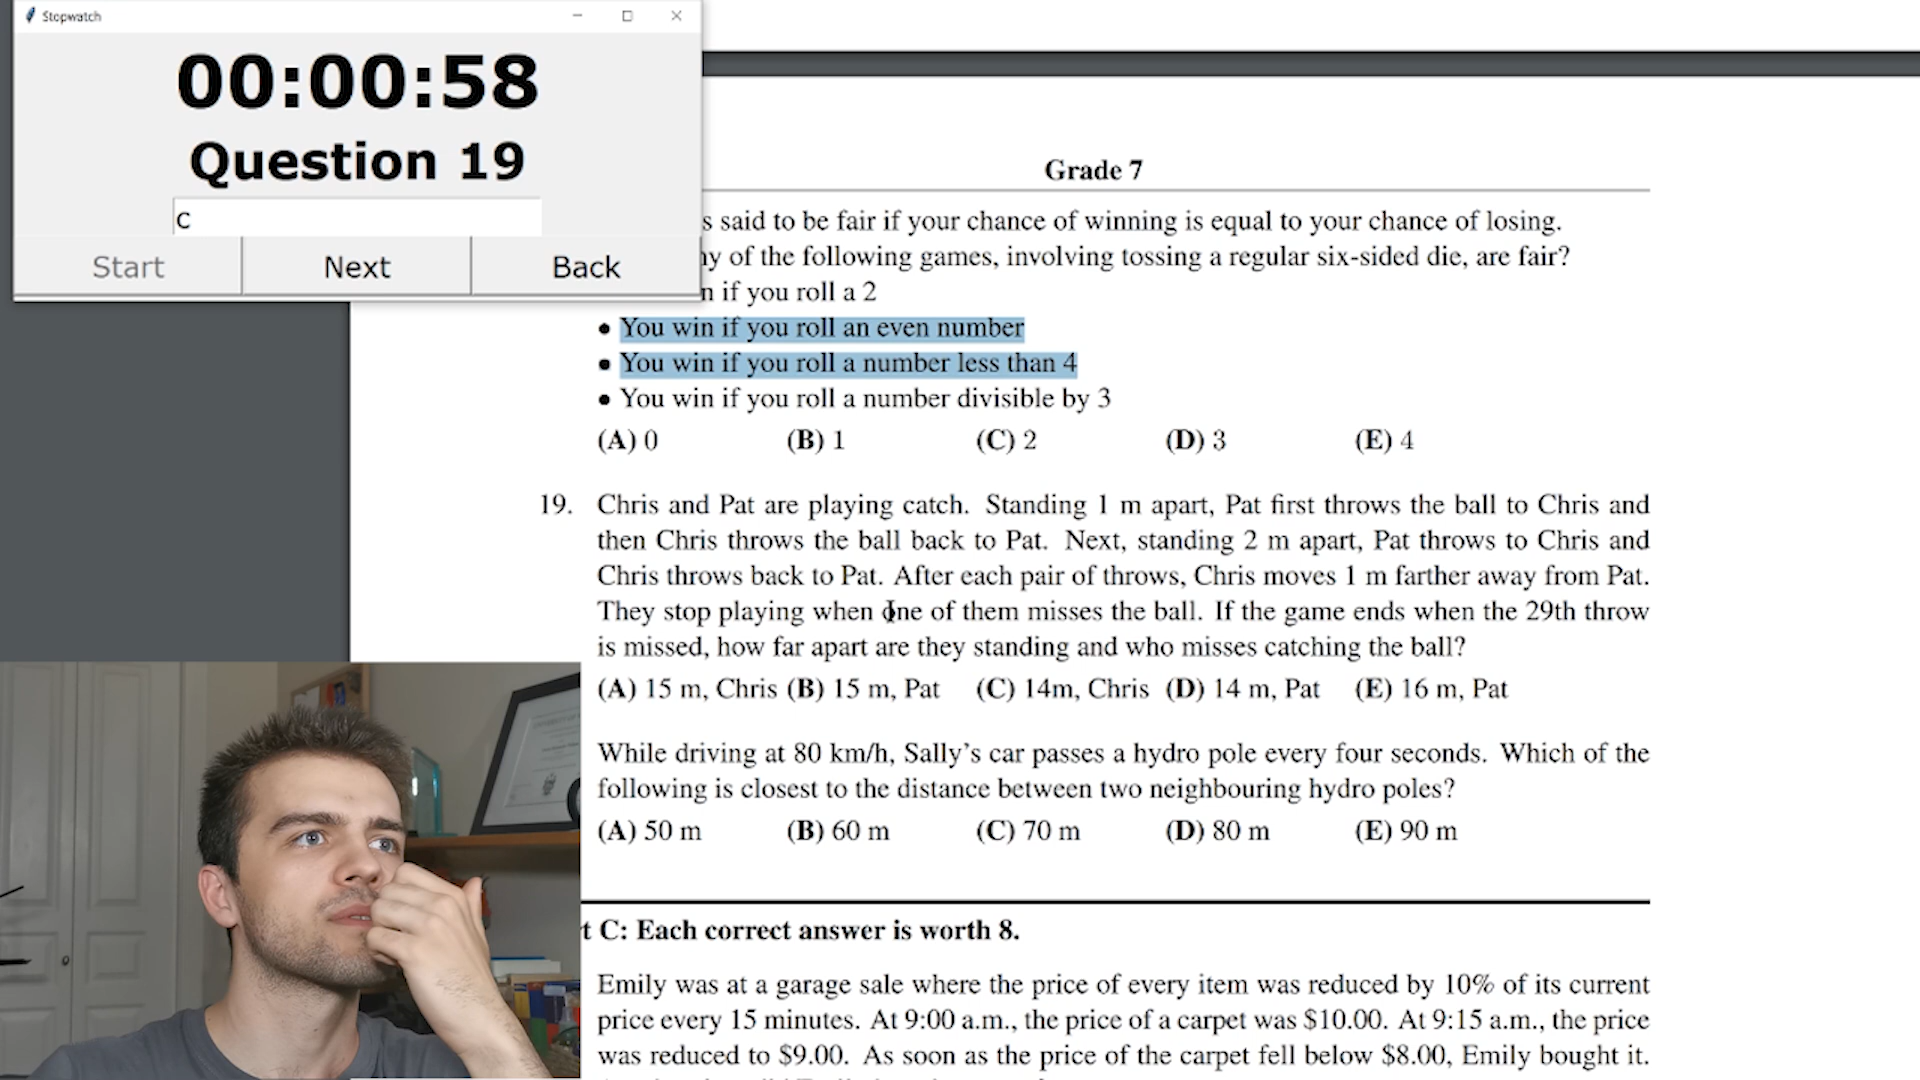 Stopwatch
00:00:58
Question 19
c
Start Next Back
Grade 7
s said to be fair if your chance of winning is equal to your chance of losing.
y of the following games, involving tossing a regular six-sided die, are fair?
n if you roll a 2
• You win if you roll an even number
• You win if you roll a number less than 4
• You win if you roll a number divisible by 3
(A) 0 (B) 1 (C) 2 (D) 3 (E) 4
19. Chris and Pat are playing catch. Standing 1 m apart, Pat first throws the ball to Chris and
then Chris throws the ball back to Pat. Next, standing 2 m apart, Pat throws to Chris and
Chris throws back to Pat. After each pair of throws, Chris moves 1 m farther away from Pat.
They stop playing when one of them misses the ball. If the game ends when the 29th throw
is missed, how far apart are they standing and who misses catching the ball?
(A) 15 m, Chris (B) 15 m, Pat (C) 14m, Chris (D) 14 m, Pat (E) 16 m, Pat
While driving at 80 km/h, Sally's car passes a hydro pole every four seconds. Which of the
following is closest to the distance between two neighbouring hydro poles?
(A) 50 m (B) 60 m (C) 70 m (D) 80 m (E) 90 m
t C: Each correct answer is worth 8.
Emily was at a garage sale where the price of every item was reduced by 10% of its current
price every 15 minutes. At 9:00 a.m., the price of a carpet was $10.00. At 9:15 a.m., the price
was reduced to $9.00. As soon as the price of the carpet fell below $8.00, Emily bought it.